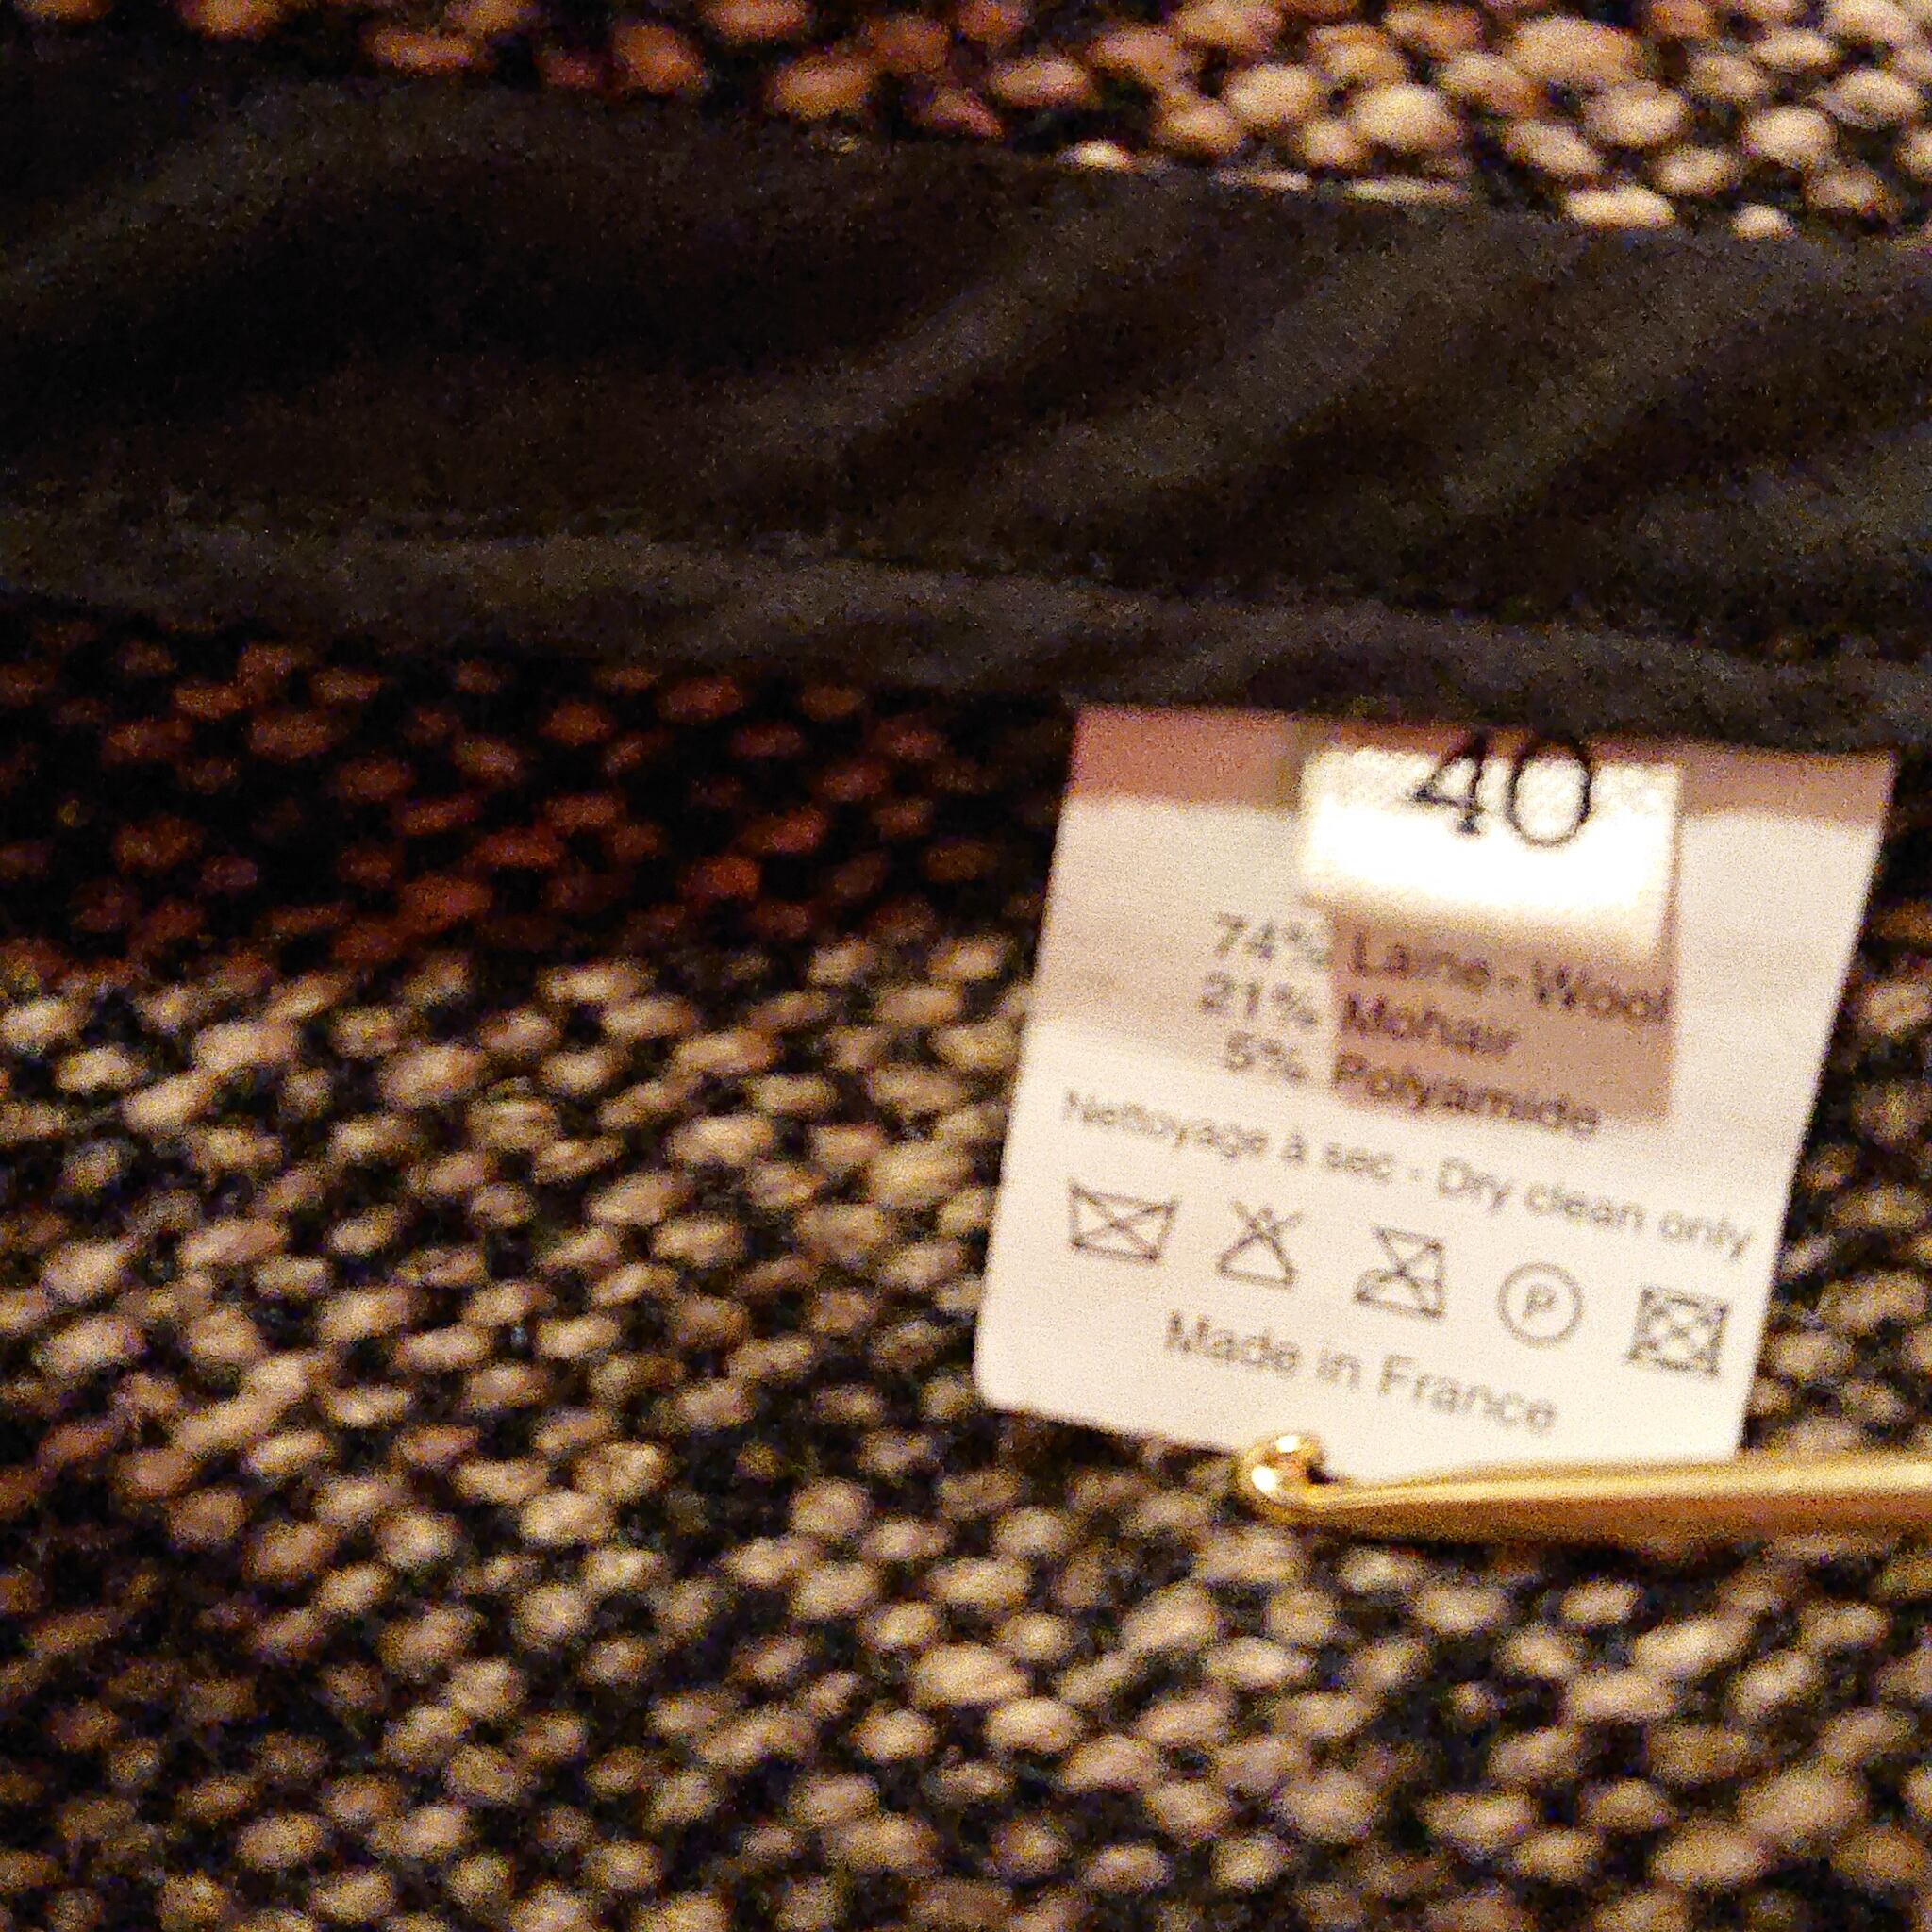 40
74% Laine - Wool
21% Mohair
5% Polyamide
Nettoyage à sec - Dry clean only
P
Made in France